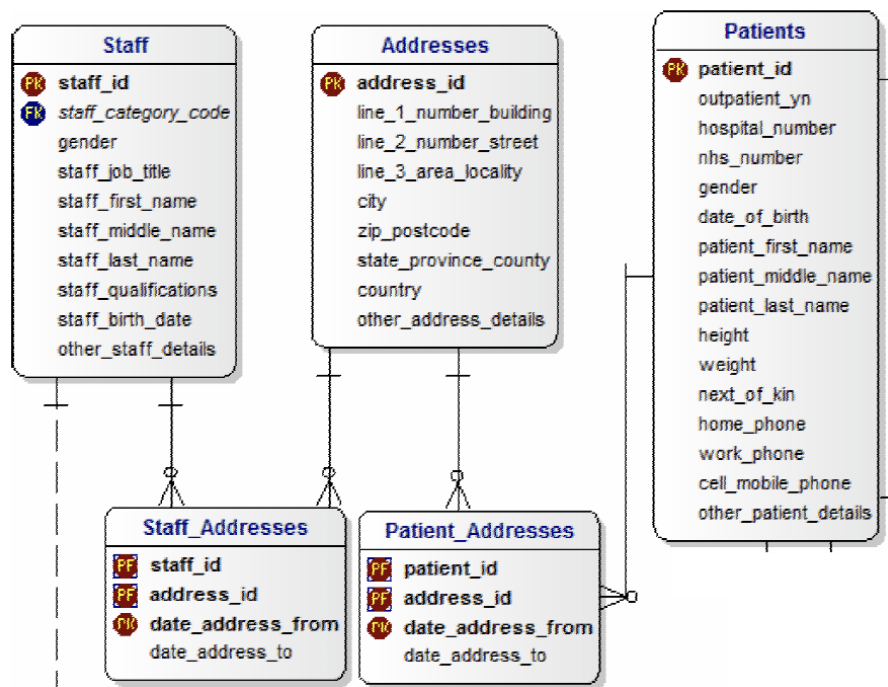 Staff
PK staff_id
FK staff_category_code
gender
staff_job_title
staff_first_name
staff_middle_name
staff_last_name
staff_qualifications
staff_birth_date
other_staff_details
Addresses
PK address_id
line_1_number_building
line_2_number_street
line_3_area_locality
city
zip_postcode
state_province_county
country
other_address_details
Patients
PK patient_id
outpatient_yn
hospital_number
nhs_number
gender
date_of_birth
patient_first_name
patient_middle_name
patient_last_name
height
weight
next_of_kin
home_phone
work_phone
cell_mobile_phone
other_patient_details
Staff_Addresses
PF staff_id
PF address_id
PK date_address_from
date_address_to
Patient_Addresses
PF patient_id
PF address_id
PK date_address_from
date_address_to